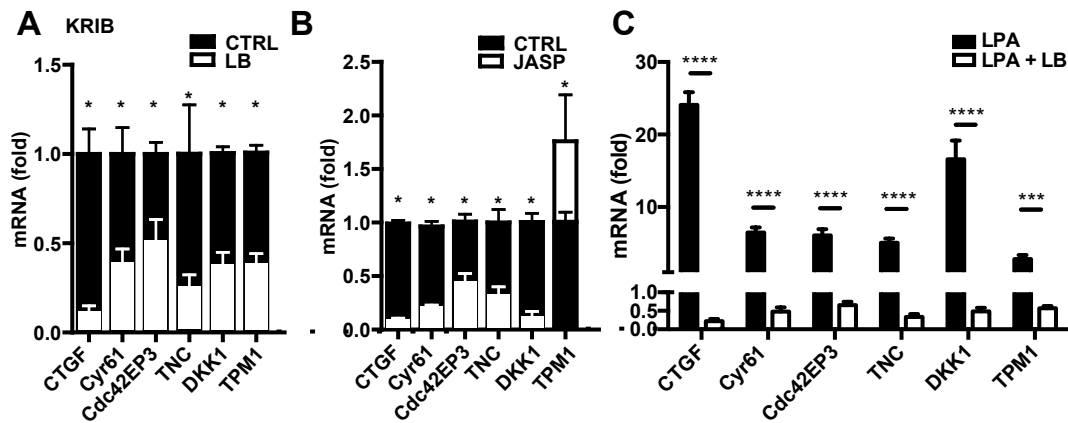 A KRIB
CTRL
LB
mRNA (fold)
1.5
1.0
0.5
0.0
* * * * * *
CTGF
Cyr61
Cdc42EP3
TNC
DKK1
TPM1
B
CTRL
JASP
mRNA (fold)
2.5
2.0
1.5
1.0
0.5
0.0
* * * * * *
CTGF
Cyr61
Cdc42EP3
TNC
DKK1
TPM1
C
LPA
LPA + LB
mRNA (fold)
30
20
10
1.0
0.5
0.0
**** **** **** **** **** ***
CTGF
Cyr61
Cdc42EP3
TNC
DKK1
TPM1